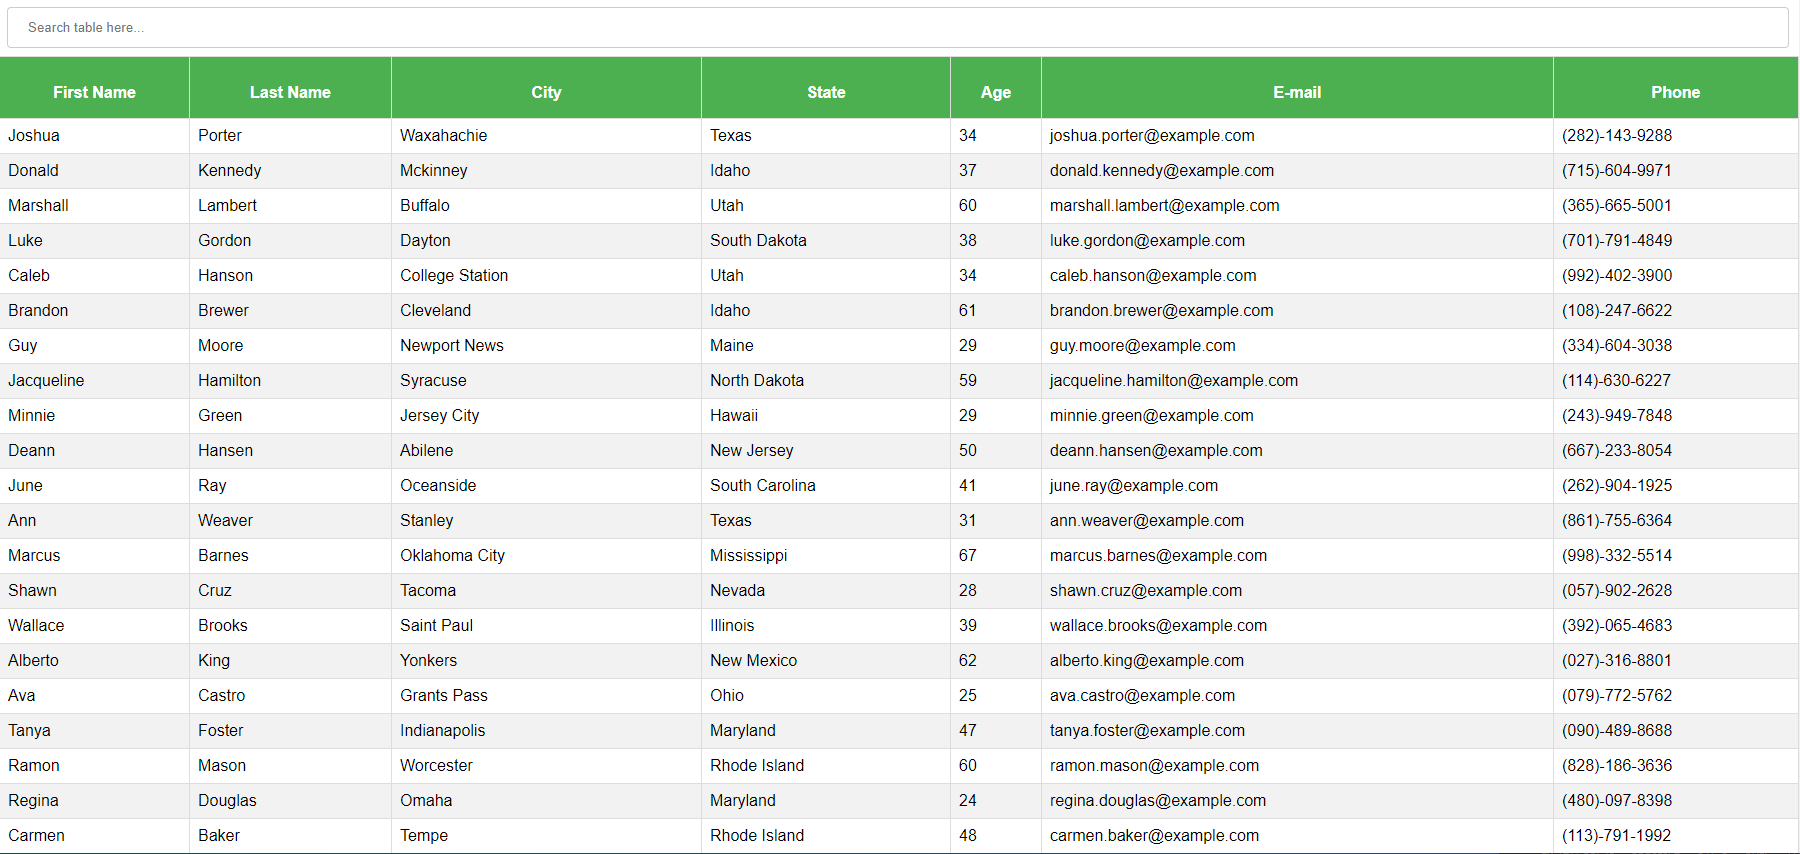 Search table here...
First Name Last Name City State Age E-mail Phone
Joshua Porter Waxahachie Texas 34 joshua.porter@example.com (282)-143-9288
Donald Kennedy Mckinney Idaho 37 donald.kennedy@example.com (715)-604-9971
Marshall Lambert Buffalo Utah 60 marshall.lambert@example.com (365)-665-5001
Luke Gordon Dayton South Dakota 38 luke.gordon@example.com (701)-791-4849
Caleb Hanson College Station Utah 34 caleb.hanson@example.com (992)-402-3900
Brandon Brewer Cleveland Idaho 61 brandon.brewer@example.com (108)-247-6622
Guy Moore Newport News Maine 29 guy.moore@example.com (334)-604-3038
Jacqueline Hamilton Syracuse North Dakota 59 jacqueline.hamilton@example.com (114)-630-6227
Minnie Green Jersey City Hawaii 29 minnie.green@example.com (243)-949-7848
Deann Hansen Abilene New Jersey 50 deann.hansen@example.com (667)-233-8054
June Ray Oceanside South Carolina 41 june.ray@example.com (262)-904-1925
Ann Weaver Stanley Texas 31 ann.weaver@example.com (861)-755-6364
Marcus Barnes Oklahoma City Mississippi 67 marcus.barnes@example.com (998)-332-5514
Shawn Cruz Tacoma Nevada 28 shawn.cruz@example.com (057)-902-2628
Wallace Brooks Saint Paul Illinois 39 wallace.brooks@example.com (392)-065-4683
Alberto King Yonkers New Mexico 62 alberto.king@example.com (027)-316-8801
Ava Castro Grants Pass Ohio 25 ava.castro@example.com (079)-772-5762
Tanya Foster Indianapolis Maryland 47 tanya.foster@example.com (090)-489-8688
Ramon Mason Worcester Rhode Island 60 ramon.mason@example.com (828)-186-3636
Regina Douglas Omaha Maryland 24 regina.douglas@example.com (480)-097-8398
Carmen Baker Tempe Rhode Island 48 carmen.baker@example.com (113)-791-1992